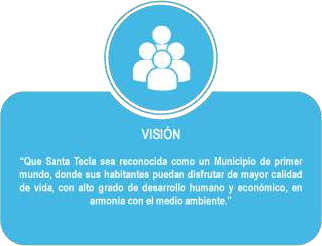 VISIÓN
“Que Santa Tecla sea reconocida como un Municipio de primer
mundo, donde sus habitantes puedan disfrutar de mayor calidad
de vida, con alto grado de desarrollo humano y económico, en
armonía con el medio ambiente.”